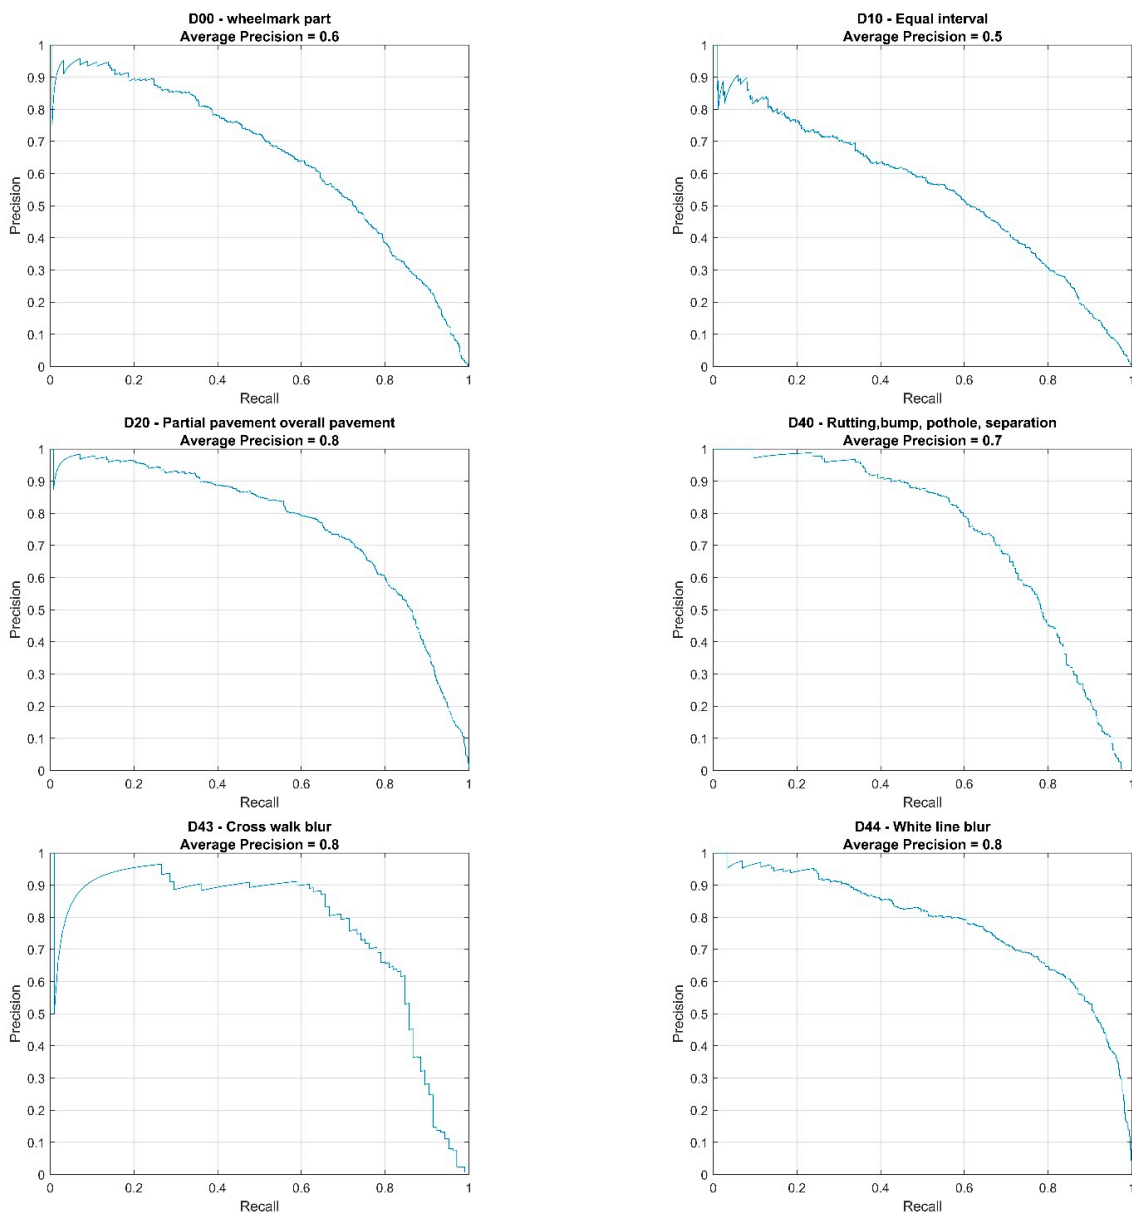 D00 - wheelmark part
Average Precision = 0.6
1
0.9
0.8
0.7
0.6
0.5
0.4
0.3
0.2
0.1
0
Precision
0 0.2 0.4 0.6 0.8 1
Recall
D10 - Equal interval
Average Precision = 0.5
1
0.9
0.8
0.7
0.6
0.5
0.4
0.3
0.2
0.1
0
Precision
0 0.2 0.4 0.6 0.8 1
Recall
D20 - Partial pavement overall pavement
Average Precision = 0.8
1
0.9
0.8
0.7
0.6
0.5
0.4
0.3
0.2
0.1
0
Precision
0 0.2 0.4 0.6 0.8 1
Recall
D40 - Rutting,bump, pothole, separation
Average Precision = 0.7
1
0.9
0.8
0.7
0.6
0.5
0.4
0.3
0.2
0.1
0
Precision
0 0.2 0.4 0.6 0.8 1
Recall
D43 - Cross walk blur
Average Precision = 0.8
1
0.9
0.8
0.7
0.6
0.5
0.4
0.3
0.2
0.1
0
Precision
0 0.2 0.4 0.6 0.8 1
Recall
D44 - White line blur
Average Precision = 0.8
1
0.9
0.8
0.7
0.6
0.5
0.4
0.3
0.2
0.1
0
Precision
0 0.2 0.4 0.6 0.8 1
Recall